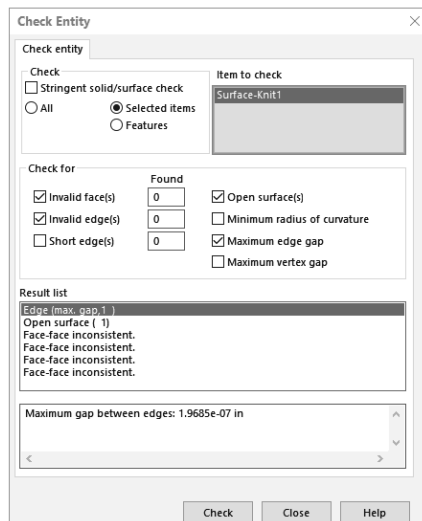 Check Entity
Check entity
Check
Stringent solid/surface check
All
Selected items
Features
Item to check
Surface-Knit1
Check for
Found
Invalid face(s) 0
Open surface(s)
Invalid edge(s) 0
Minimum radius of curvature
Short edge(s) 0
Maximum edge gap
Maximum vertex gap
Result list
Edge (max. gap,1 )
Open surface ( 1)
Face-face inconsistent.
Face-face inconsistent.
Face-face inconsistent.
Face-face inconsistent.
Maximum gap between edges: 1.9685e-07 in
Check
Close
Help